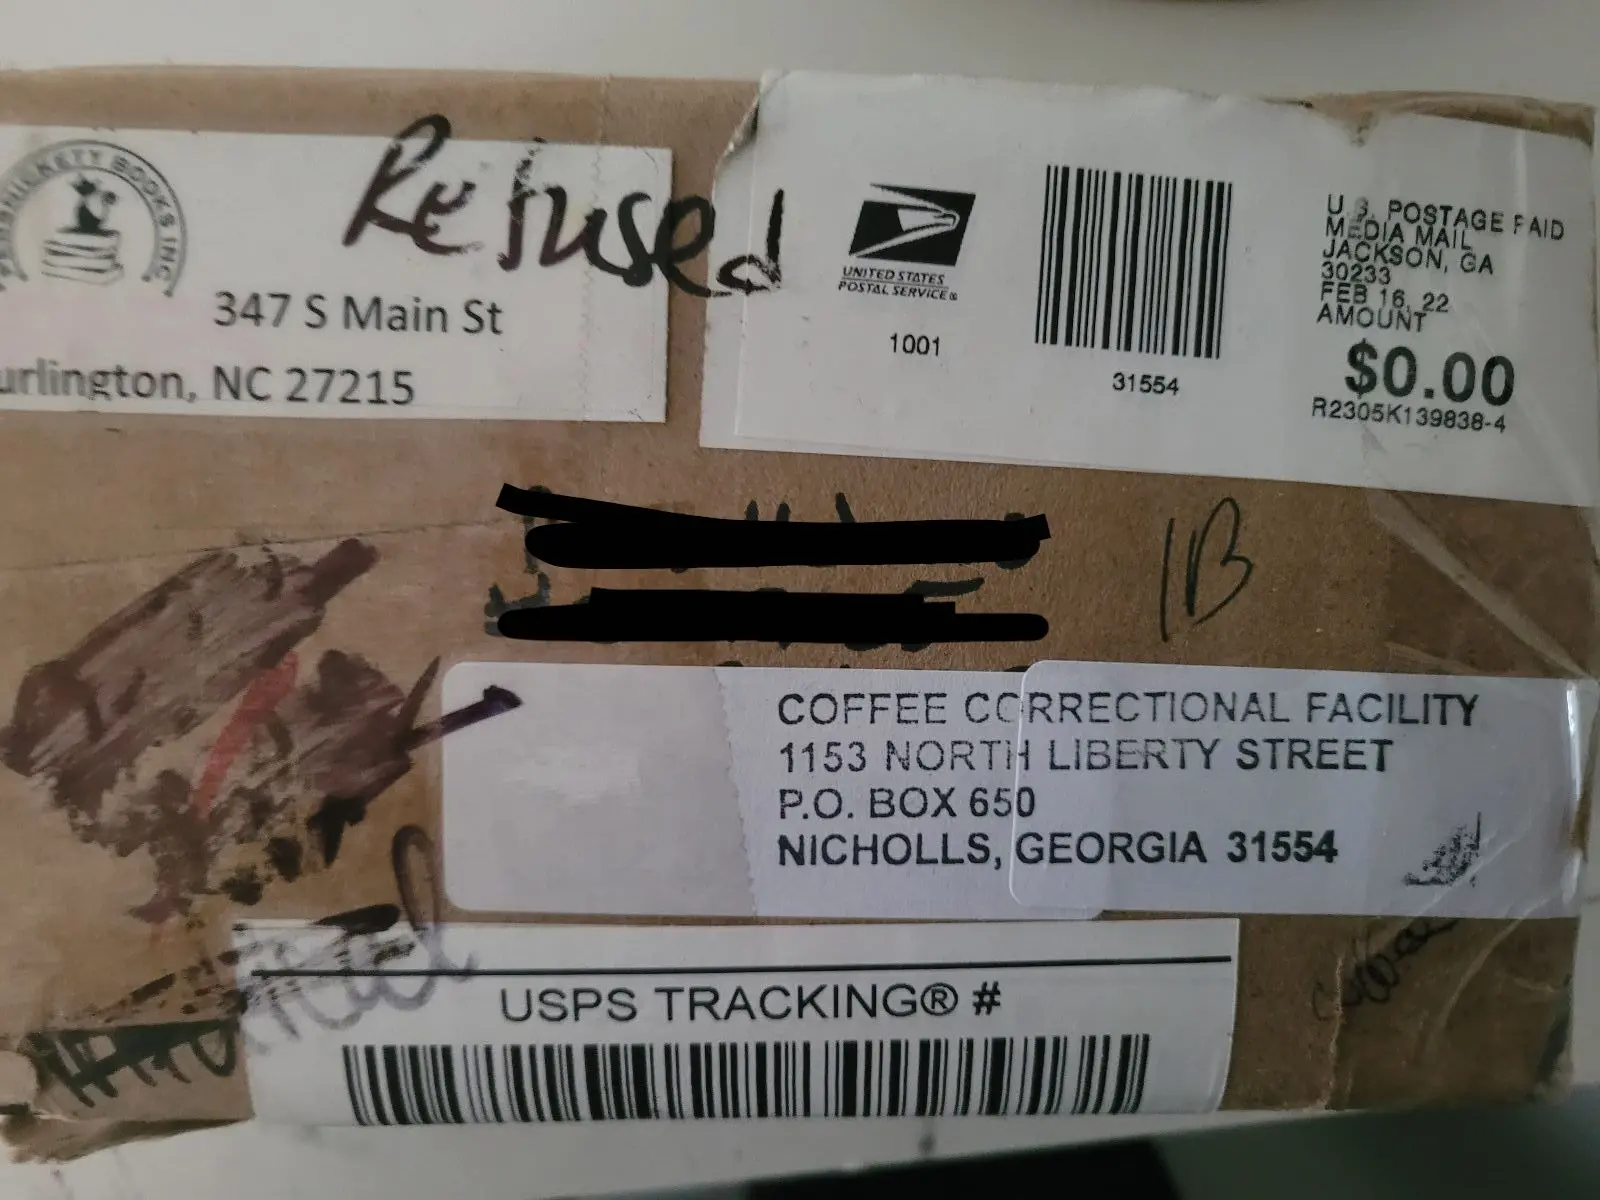 Refused
BOOKS INC
347 S Main St
NC 27215
UNITED STATES
POSTAL SERVICE®
1001
31554
U.S. POSTAGE PAID
MEDIA MAIL
JACKSON, GA
30233
FEB 16, 22
AMOUNT
$0.00
R2305K139838-4
1B
COFFEE CORRECTIONAL FACILITY
1153 NORTH LIBERTY STREET
P.O. BOX 650
NICHOLLS, GEORGIA 31554
USPS TRACKING® #